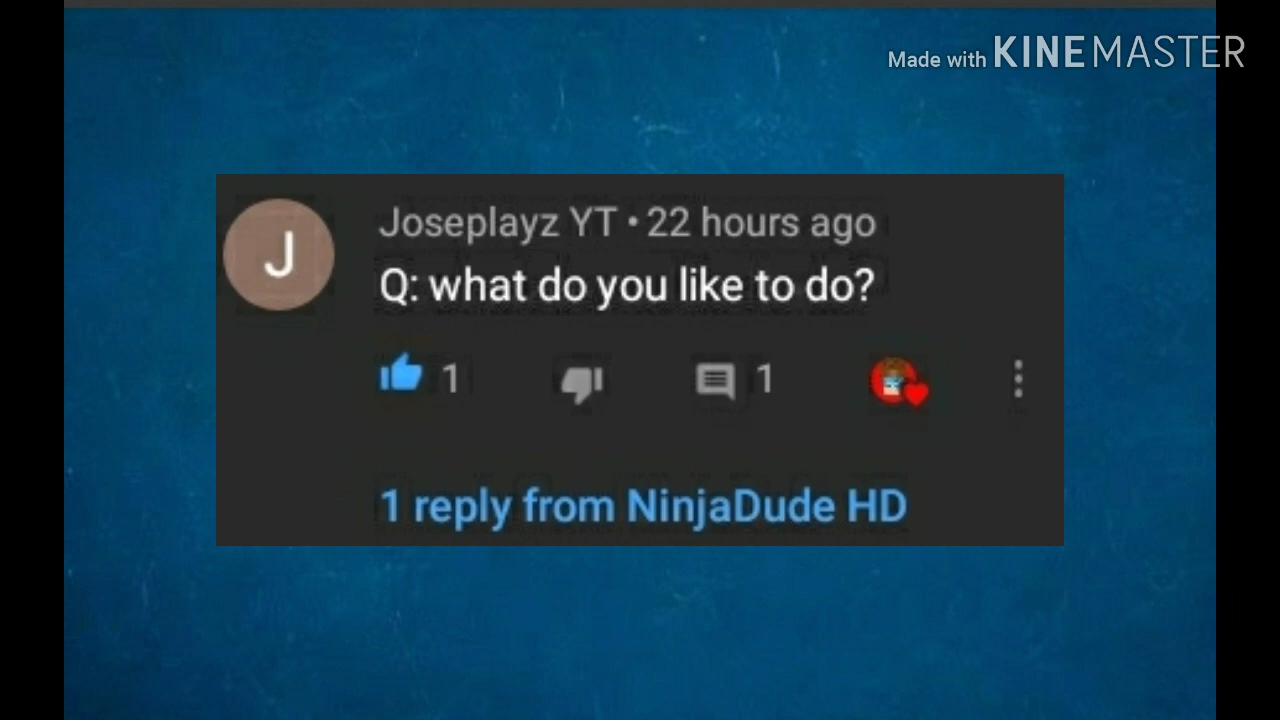 Made with KINEMASTER
J
Joseplayz YT • 22 hours ago
Q: what do you like to do?
1 1
1 reply from NinjaDude HD